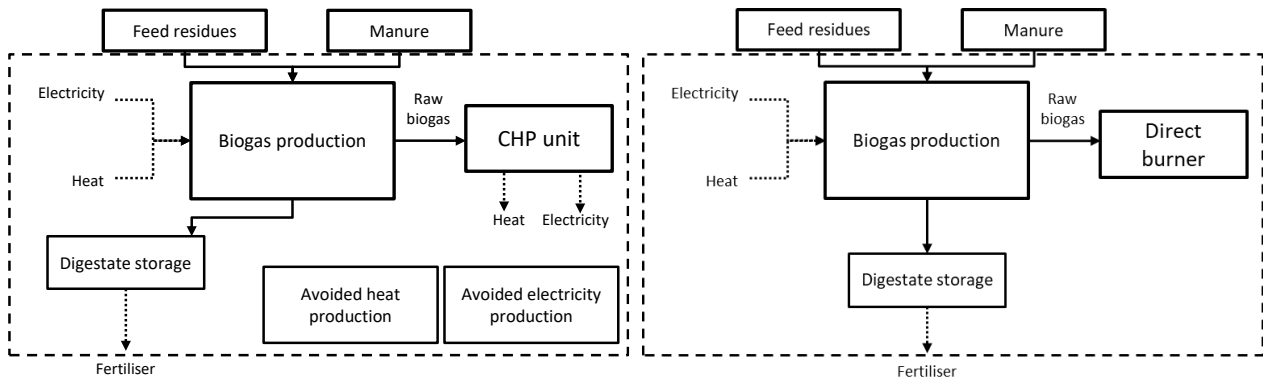 Feed residues
Manure
Electricity
Heat
Biogas production
Raw
biogas
CHP unit
Heat
Electricity
Digestate storage
Avoided heat
production
Avoided electricity
production
Fertiliser
Feed residues
Manure
Electricity
Heat
Biogas production
Raw
biogas
Direct
burner
Digestate storage
Fertiliser